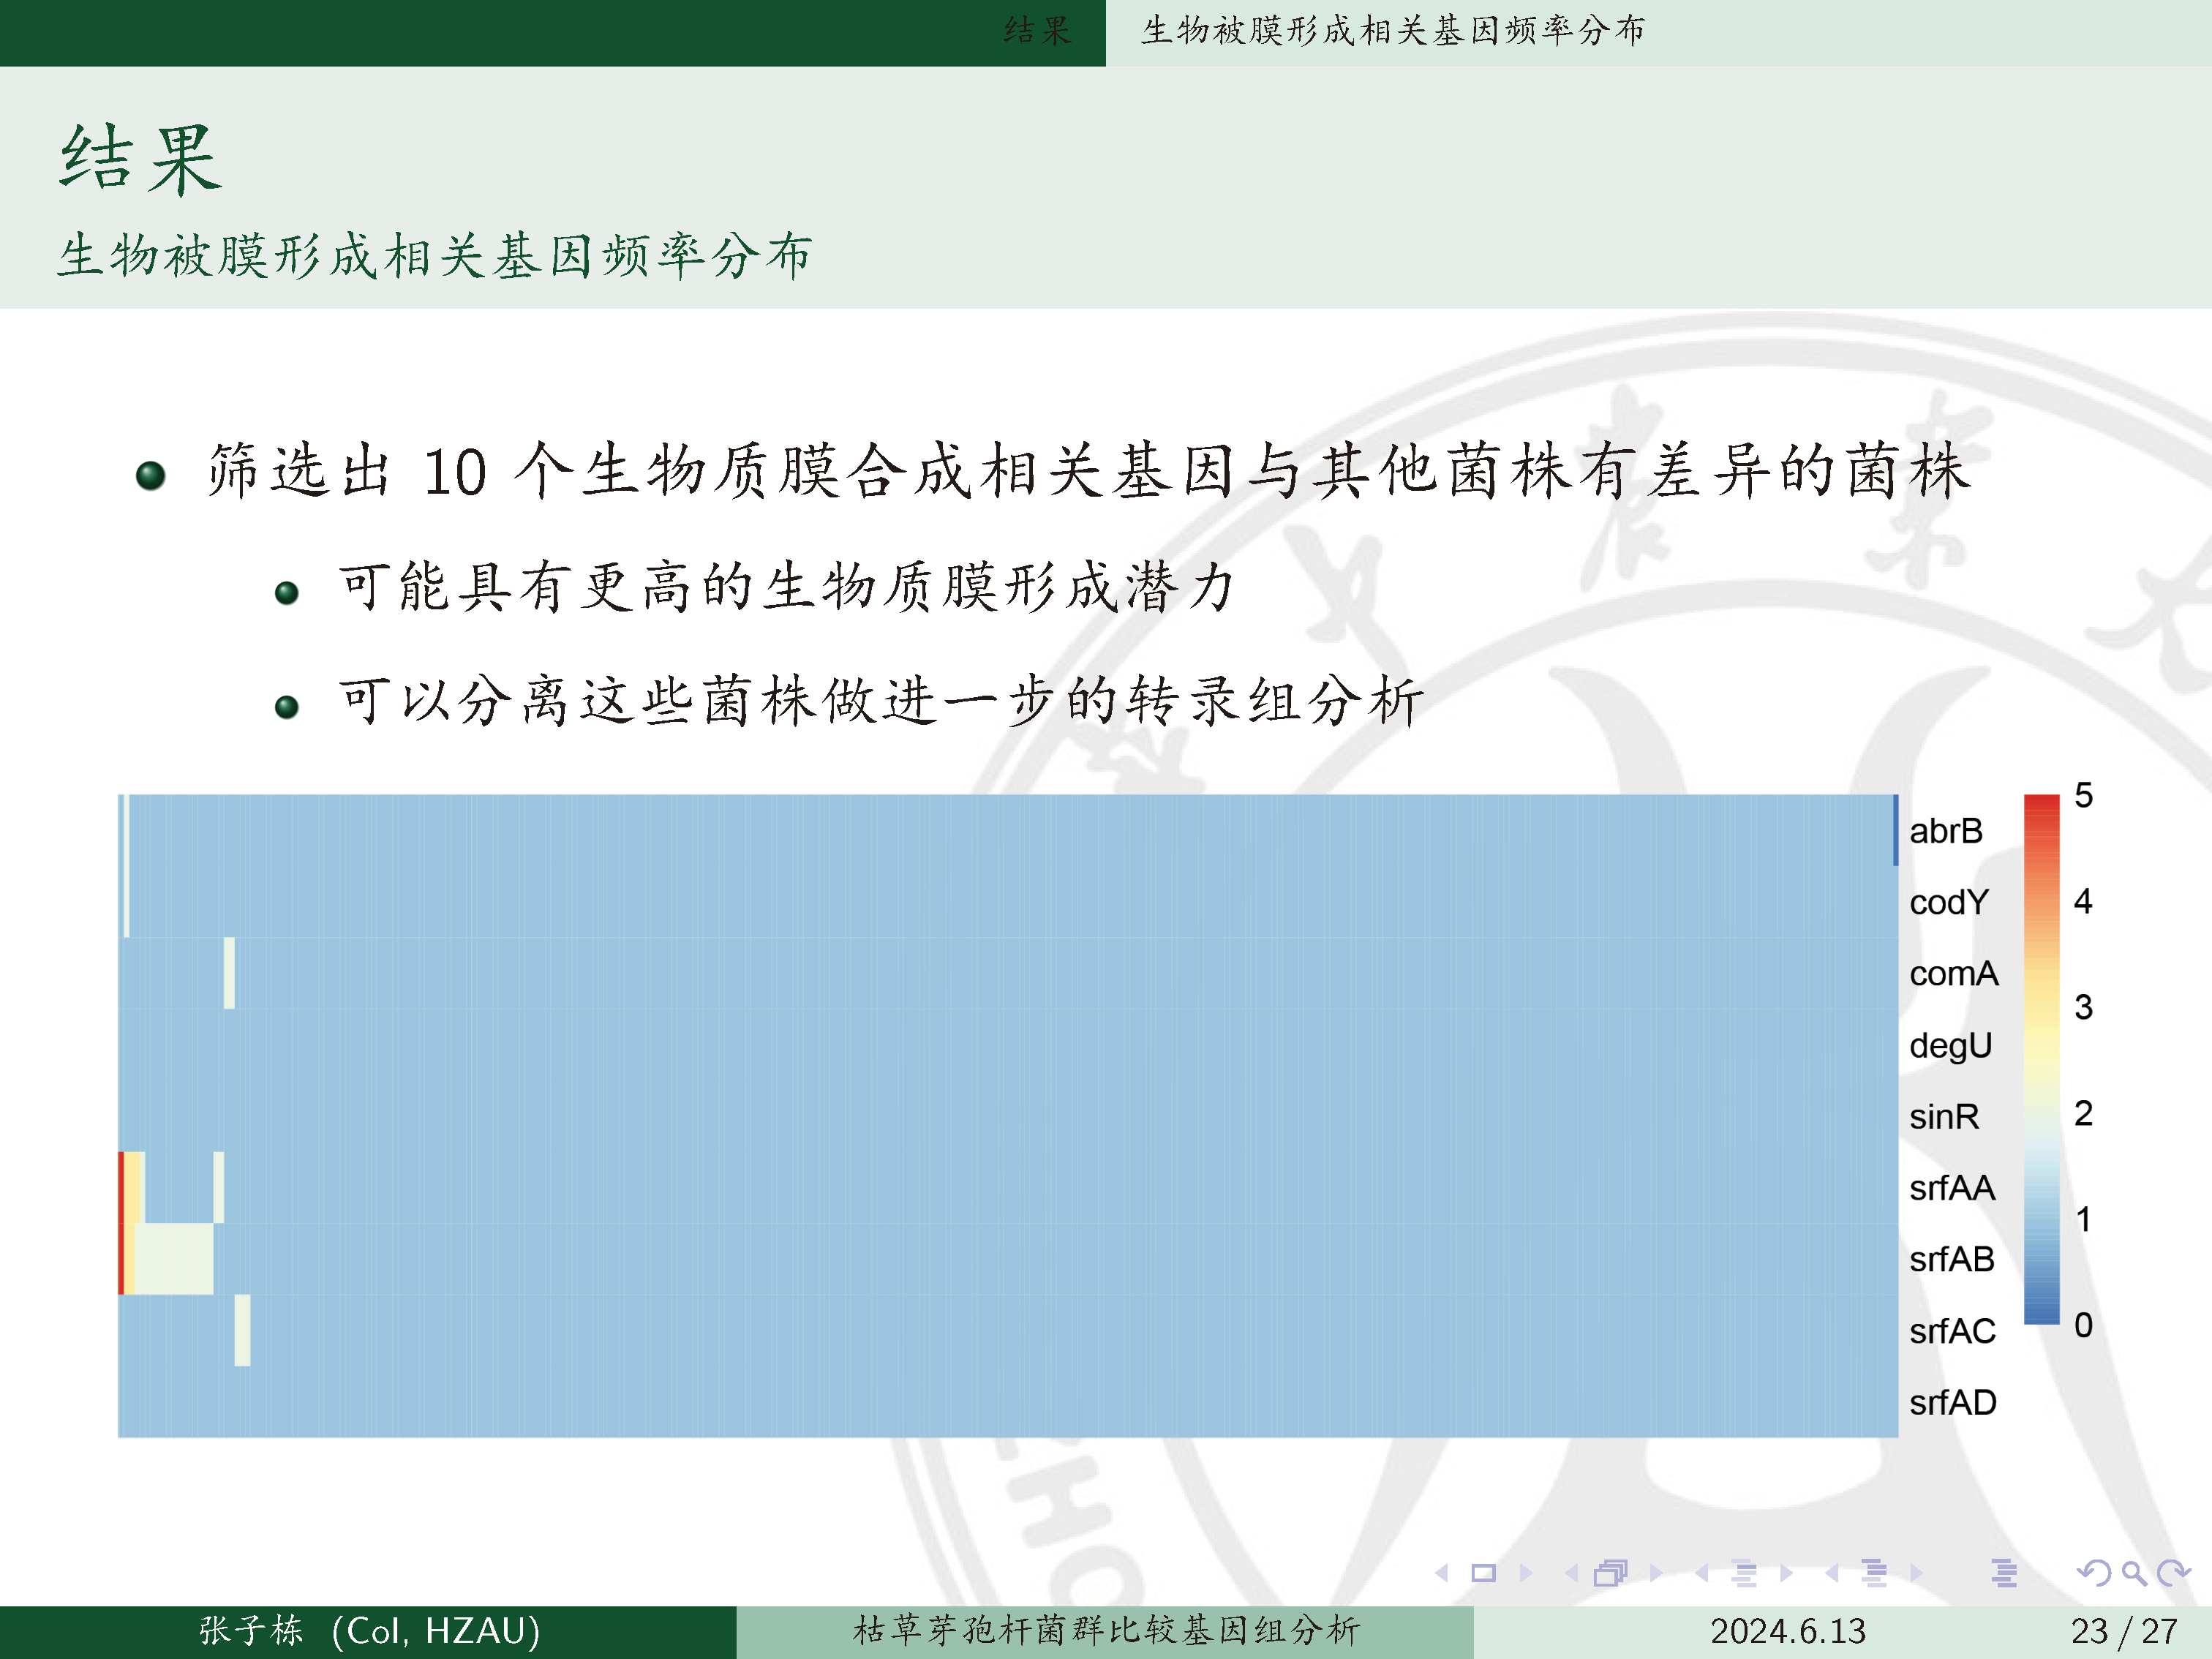 结果 生物被膜形成相关基因频率分布
结果
生物被膜形成相关基因频率分布
筛选出 10 个生物质膜合成相关基因与其他菌株有差异的菌株
可能具有更高的生物质膜形成潜力
可以分离这些菌株做进一步的转录组分析
abrB
codY
comA
degU
sinR
srfAA
srfAB
srfAC
srfAD
5
4
3
2
1
0
张子栋 (CoI, HZAU) 枯草芽孢杆菌群比较基因组分析 2024.6.13 23 / 27